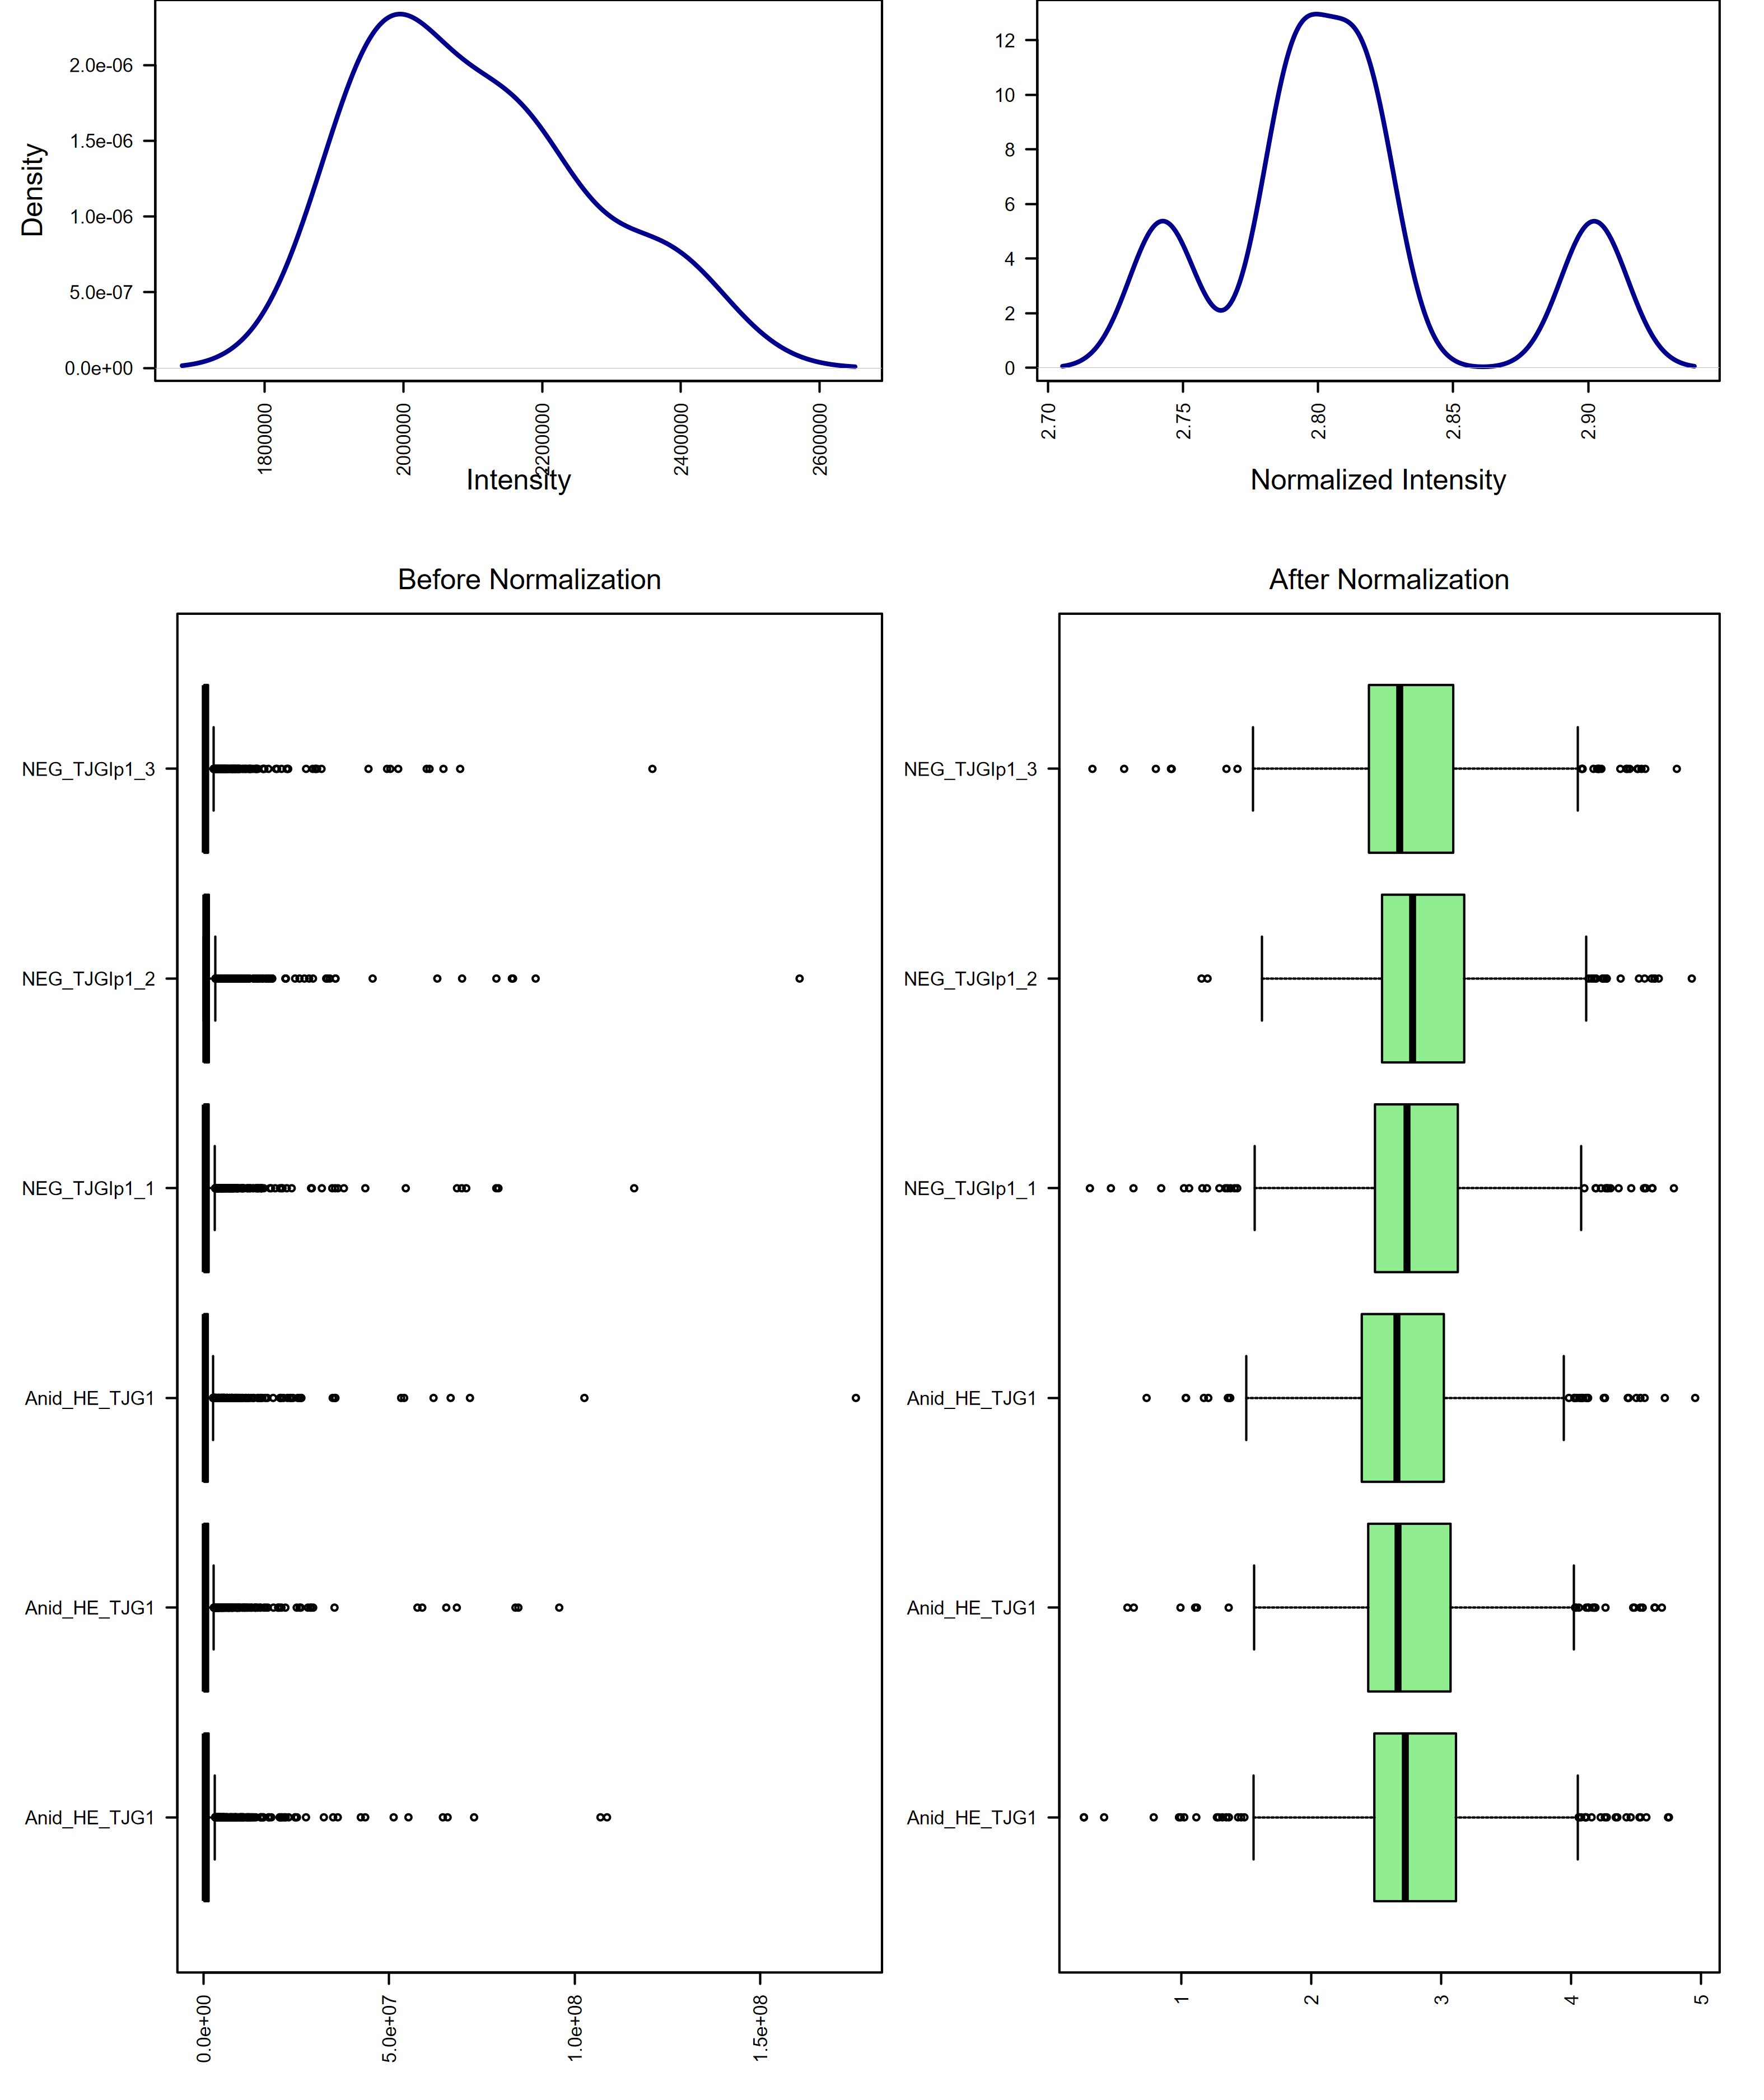 Density
2.0e-06
1.5e-06
1.0e-06
5.0e-07
0.0e+00
1800000
2000000
2200000
2400000
2600000
Intensity
12
10
8
6
4
2
0
2.70
2.75
2.80
2.85
2.90
Normalized Intensity
Before Normalization
NEG_TJGIp1_3
NEG_TJGIp1_2
NEG_TJGIp1_1
Anid_HE_TJG1
Anid_HE_TJG1
Anid_HE_TJG1
0.0e+00
5.0e+07
1.0e+08
1.5e+08
After Normalization
NEG_TJGIp1_3
NEG_TJGIp1_2
NEG_TJGIp1_1
Anid_HE_TJG1
Anid_HE_TJG1
Anid_HE_TJG1
1
2
3
4
5